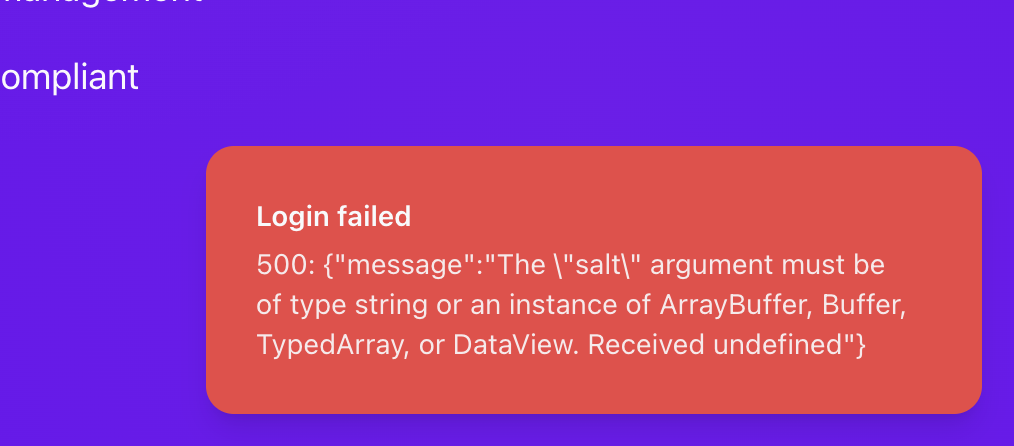 ompliant
Login failed
500: {"message":"The \"salt\" argument must be
of type string or an instance of ArrayBuffer, Buffer,
TypedArray, or DataView. Received undefined"}